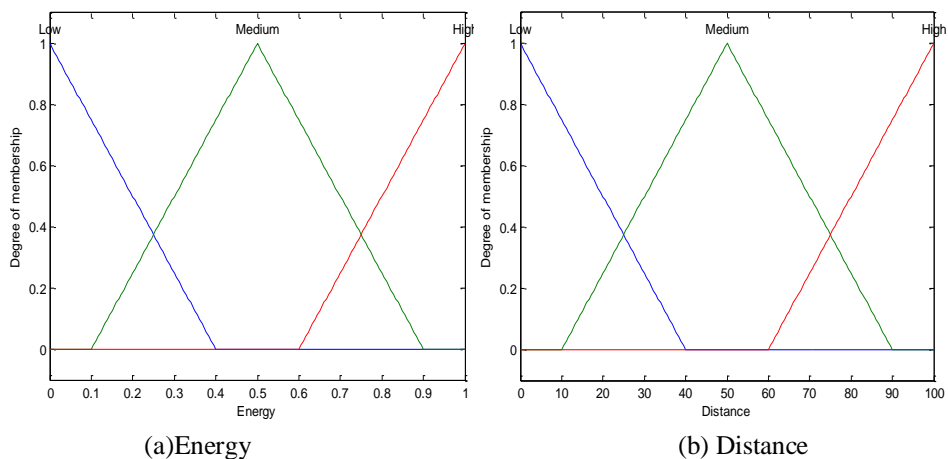 Low Medium High
1
0.8
0.6
0.4
0.2
0
Degree of membership
0 0.1 0.2 0.3 0.4 0.5 0.6 0.7 0.8 0.9 1
Energy
(a)Energy
Low Medium High
1
0.8
0.6
0.4
0.2
0
Degree of membership
0 10 20 30 40 50 60 70 80 90 100
Distance
(b) Distance